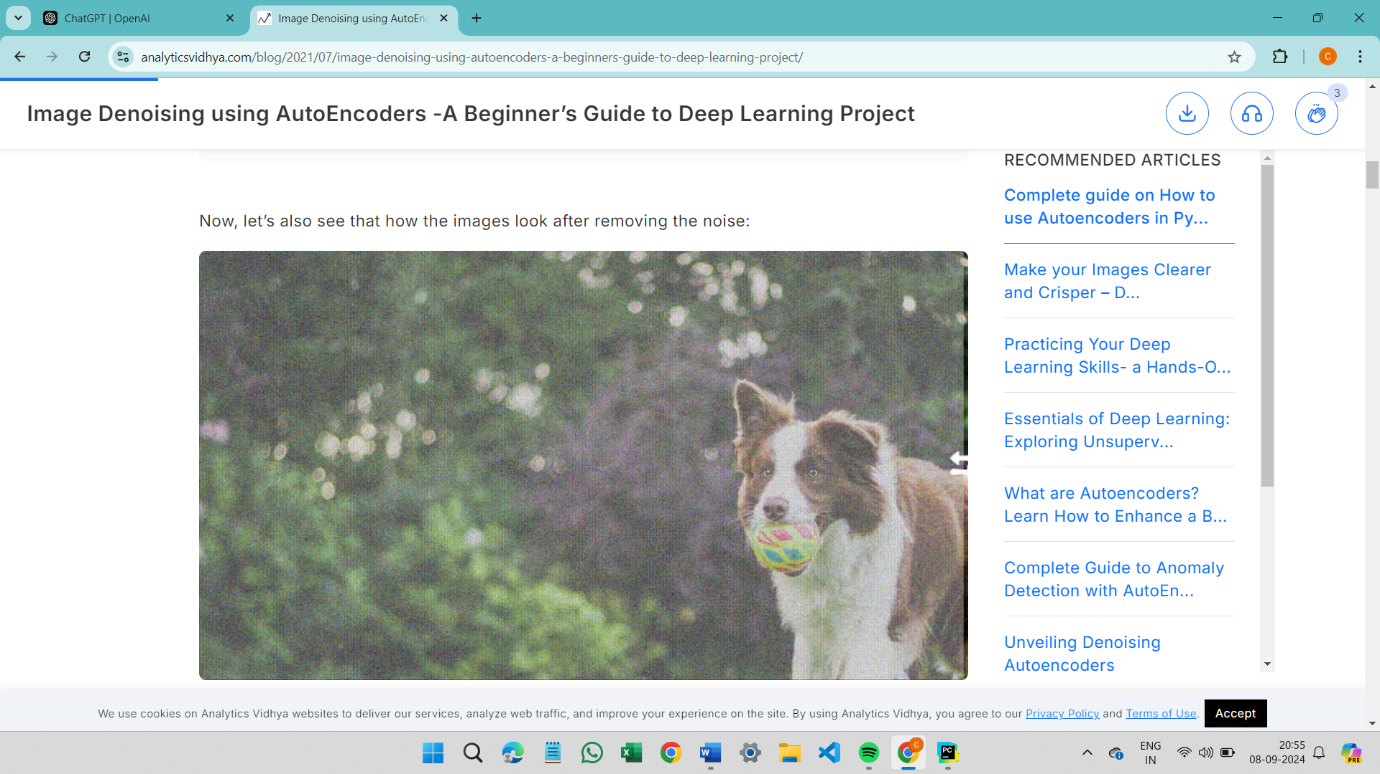 ChatGPT | OpenAI
Image Denoising using AutoEn
analyticsvidhya.com/blog/2021/07/image-denoising-using-autoencoders-a-beginners-guide-to-deep-learning-project/
C
Image Denoising using AutoEncoders -A Beginner’s Guide to Deep Learning Project
3
Now, let’s also see that how the images look after removing the noise:
RECOMMENDED ARTICLES
Complete guide on How to
use Autoencoders in Py...
Make your Images Clearer
and Crisper – D...
Practicing Your Deep
Learning Skills- a Hands-O...
Essentials of Deep Learning:
Exploring Unsuperv...
What are Autoencoders?
Learn How to Enhance a B...
Complete Guide to Anomaly
Detection with AutoEn...
Unveiling Denoising
Autoencoders
We use cookies on Analytics Vidhya websites to deliver our services, analyze web traffic, and improve your experience on the site. By using Analytics Vidhya, you agree to our Privacy Policy and Terms of Use.
Accept
C
PC
ENG
IN
20:55
08-09-2024
PRE